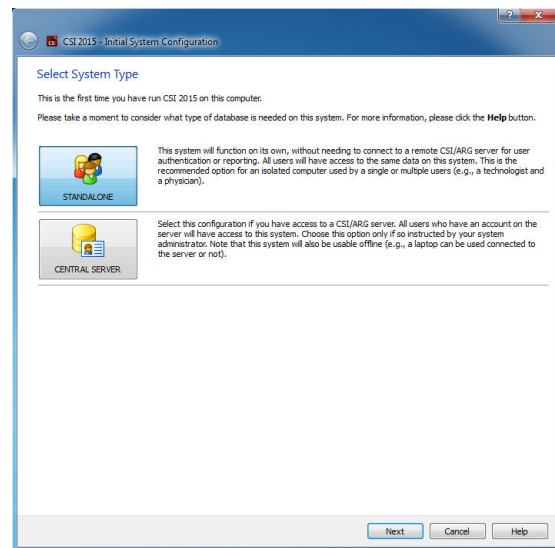 CSI 2015 - Initial System Configuration
Select System Type
This is the first time you have run CSI 2015 on this computer.
Please take a moment to consider what type of database is needed on this system. For more information, please click the Help button.
STANDALONE
This system will function on its own, without needing to connect to a remote CSI/ARG server for user
authentication or reporting. All users will have access to the same data on this system. This is the
recommended option for an isolated computer used by a single or multiple users (e.g., a technologist and
a physician).
CENTRAL SERVER
Select this configuration if you have access to a CSI/ARG server. All users who have an account on the
server will have access to this system. Choose this option only if so instructed by your system
administrator. Note that this system will also be usable offline (e.g., a laptop can be used connected to
the server or not).
Next Cancel Help